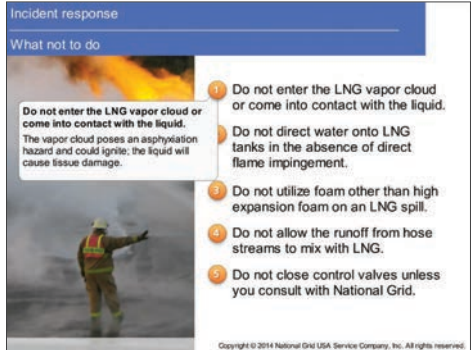 Incident response
What not to do
Do not enter the LNG vapor cloud or
come into contact with the liquid.
The vapor cloud poses an asphyxiation
hazard and could ignite; the liquid will
cause tissue damage.
1 Do not enter the LNG vapor cloud
or come into contact with the liquid.
Do not direct water onto LNG
tanks in the absence of direct
flame impingement.
3 Do not utilize foam other than high
expansion foam on an LNG spill.
4 Do not allow the runoff from hose
streams to mix with LNG.
5 Do not close control valves unless
you consult with National Grid.
Copyright © 2014 National Grid USA Service Company, Inc. All rights reserved.